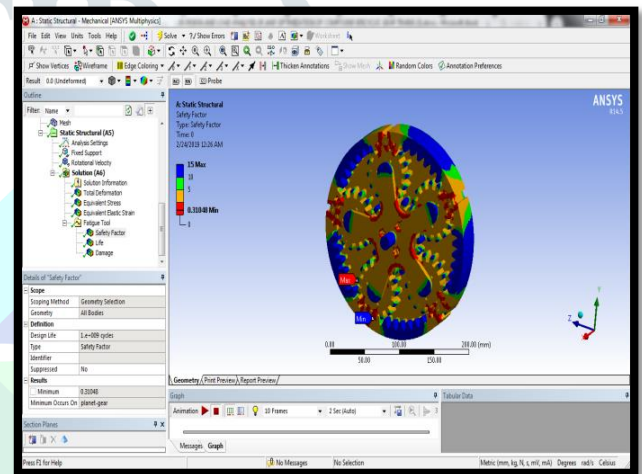 A : Static Structural - Mechanical [ANSYS Multiphysics]
File Edit View Units Tools Help Solve ?/Show Errors Worksheet
Show Vertices Wireframe Edge Coloring Thicken Annotations Show Mesh Random Colors Annotation Preferences
Result 0.0 (Undeformed) Probe
Outline
Filter: Name
Mesh
Static Structural (A5)
Analysis Settings
Fixed Support
Rotational Velocity
Solution (A6)
Solution Information
Total Deformation
Equivalent Stress
Equivalent Elastic Strain
Fatigue Tool
Safety Factor
Life
Damage
Details of "Safety Factor"
Scope
Scoping Method Geometry Selection
Geometry All Bodies
Definition
Design Life 1.e+009 cycles
Type Safety Factor
Identifier
Suppressed No
Results
Minimum 0.31048
Minimum Occurs On planet-gear
Section Planes
A: Static Structural
Safety Factor
Type: Safety Factor
Time: 0
2/24/2019 12:26 AM
15 Max
10
5
0.31048 Min
0
ANSYS
R14.5
Max
Min
0.00 100.00 200.00 (mm)
50.00 150.00
Y
Z
Geometry Print Preview Report Preview
Graph
Animation 10 Frames 2 Sec (Auto)
Tabular Data
Messages Graph
Press F1 for Help No Messages No Selection Metric (mm, kg, N, s, mV, mA) Degrees rad/s Celsius